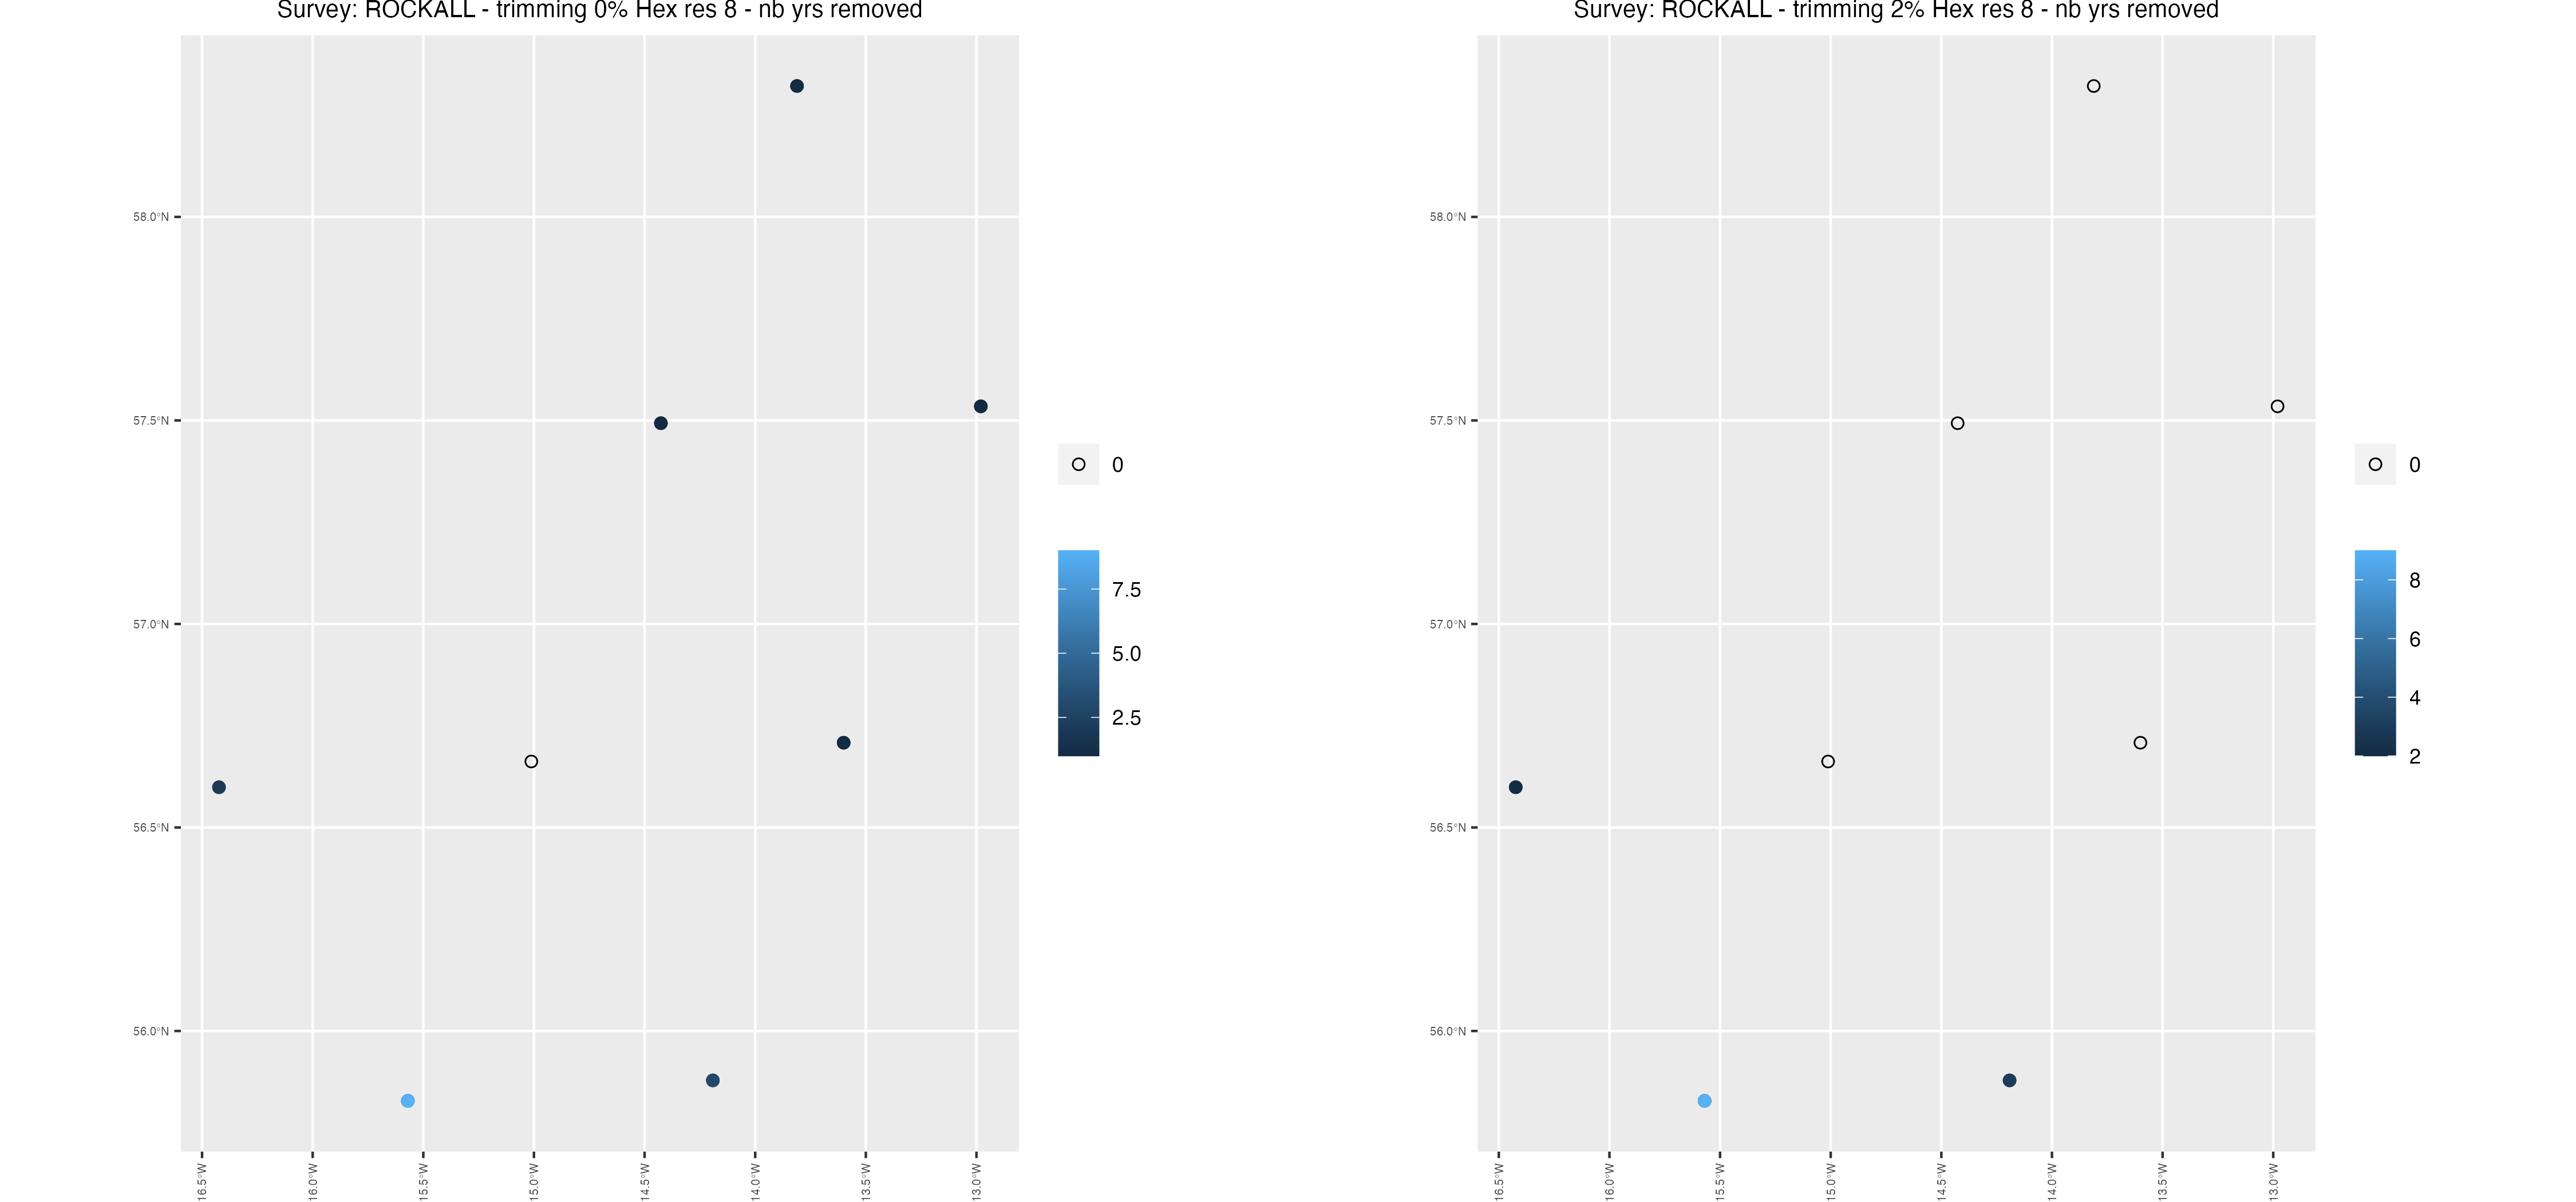 Survey: ROCKALL - trimming 0% Hex res 8 - nb yrs removed
58.0°N
57.5°N
57.0°N
56.5°N
56.0°N
16.5°W
16.0°W
15.5°W
15.0°W
14.5°W
14.0°W
13.5°W
13.0°W
0
7.5
5.0
2.5
Survey: ROCKALL - trimming 2% Hex res 8 - nb yrs removed
58.0°N
57.5°N
57.0°N
56.5°N
56.0°N
16.5°W
16.0°W
15.5°W
15.0°W
14.5°W
14.0°W
13.5°W
13.0°W
0
8
6
4
2